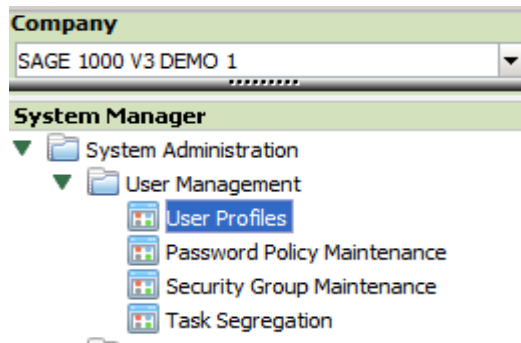 Company
SAGE 1000 V3 DEMO 1
System Manager
System Administration
User Management
User Profiles
Password Policy Maintenance
Security Group Maintenance
Task Segregation